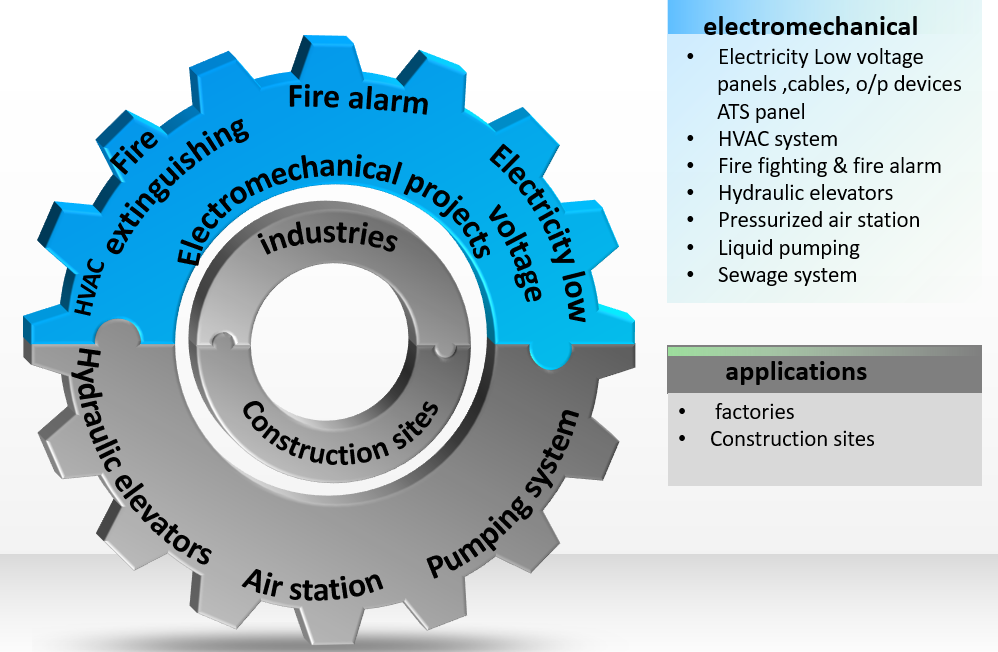 Fire alarm
Fire
extinguishing
HVAC
Electromechanical projects
Electricity low
voltage
industries
Construction sites
Hydraulic elevators
Air station
Pumping system
electromechanical
• Electricity Low voltage
panels ,cables, o/p devices
ATS panel
• HVAC system
• Fire fighting & fire alarm
• Hydraulic elevators
• Pressurized air station
• Liquid pumping
• Sewage system
applications
• factories
• Construction sites